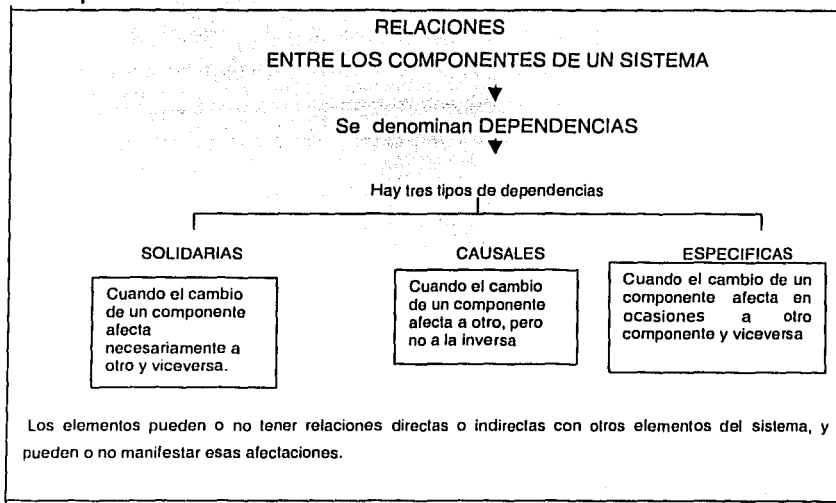 RELACIONES
ENTRE LOS COMPONENTES DE UN SISTEMA
Se denominan DEPENDENCIAS
Hay tres tipos de dependencias
SOLIDARIAS
Cuando el cambio
de un componente
afecta
necesariamente a
otro y viceversa.
CAUSALES
Cuando el cambio
de un componente
afecta a otro, pero
no a la inversa
ESPECIFICAS
Cuando el cambio de un
componente afecta en
ocasiones a otro
componente y viceversa
Los elementos pueden o no tener relaciones directas o indirectas con otros elementos del sistema, y
pueden o no manifestar esas afectaciones.